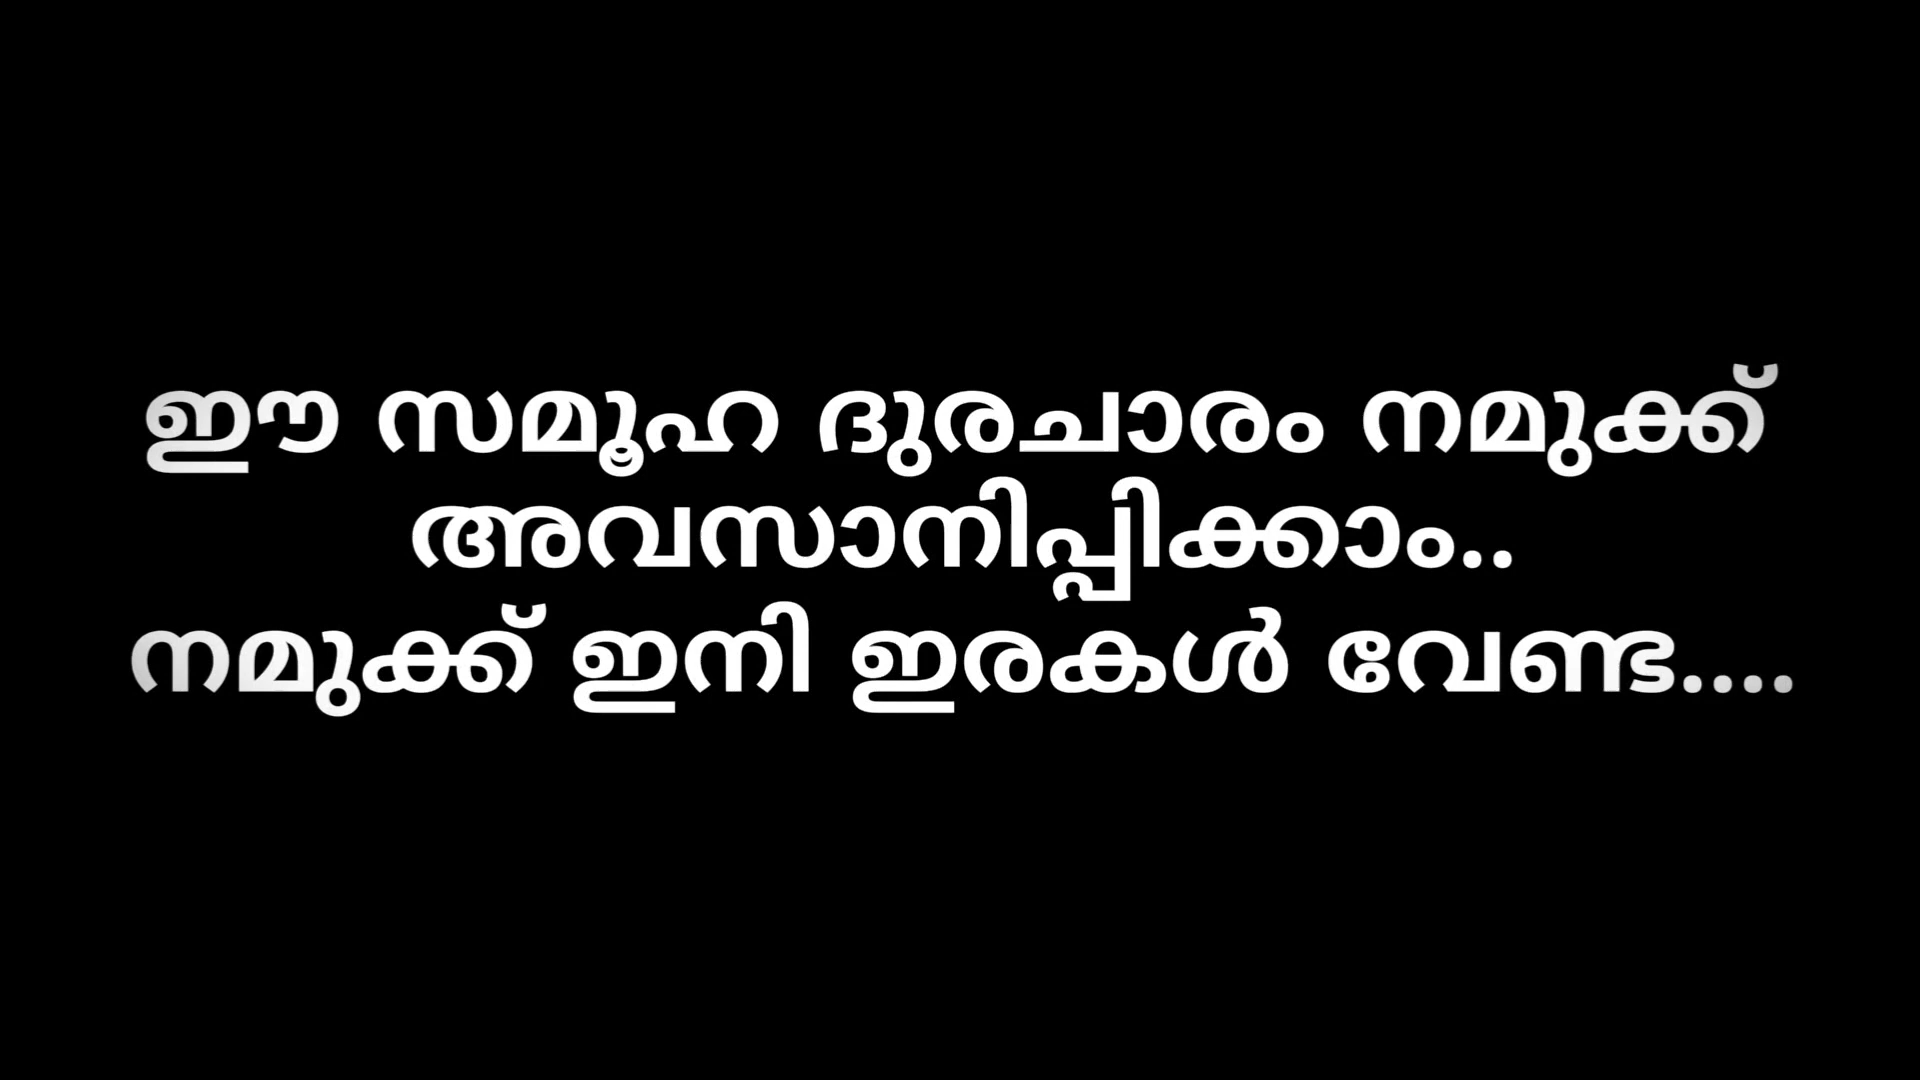 ഈ സമൂഹ ദുരചാരം നമുക്ക്
അവസാനിപ്പിക്കാം..
നമുക്ക് ഇനി ഇരകൾ വേണ്ട....